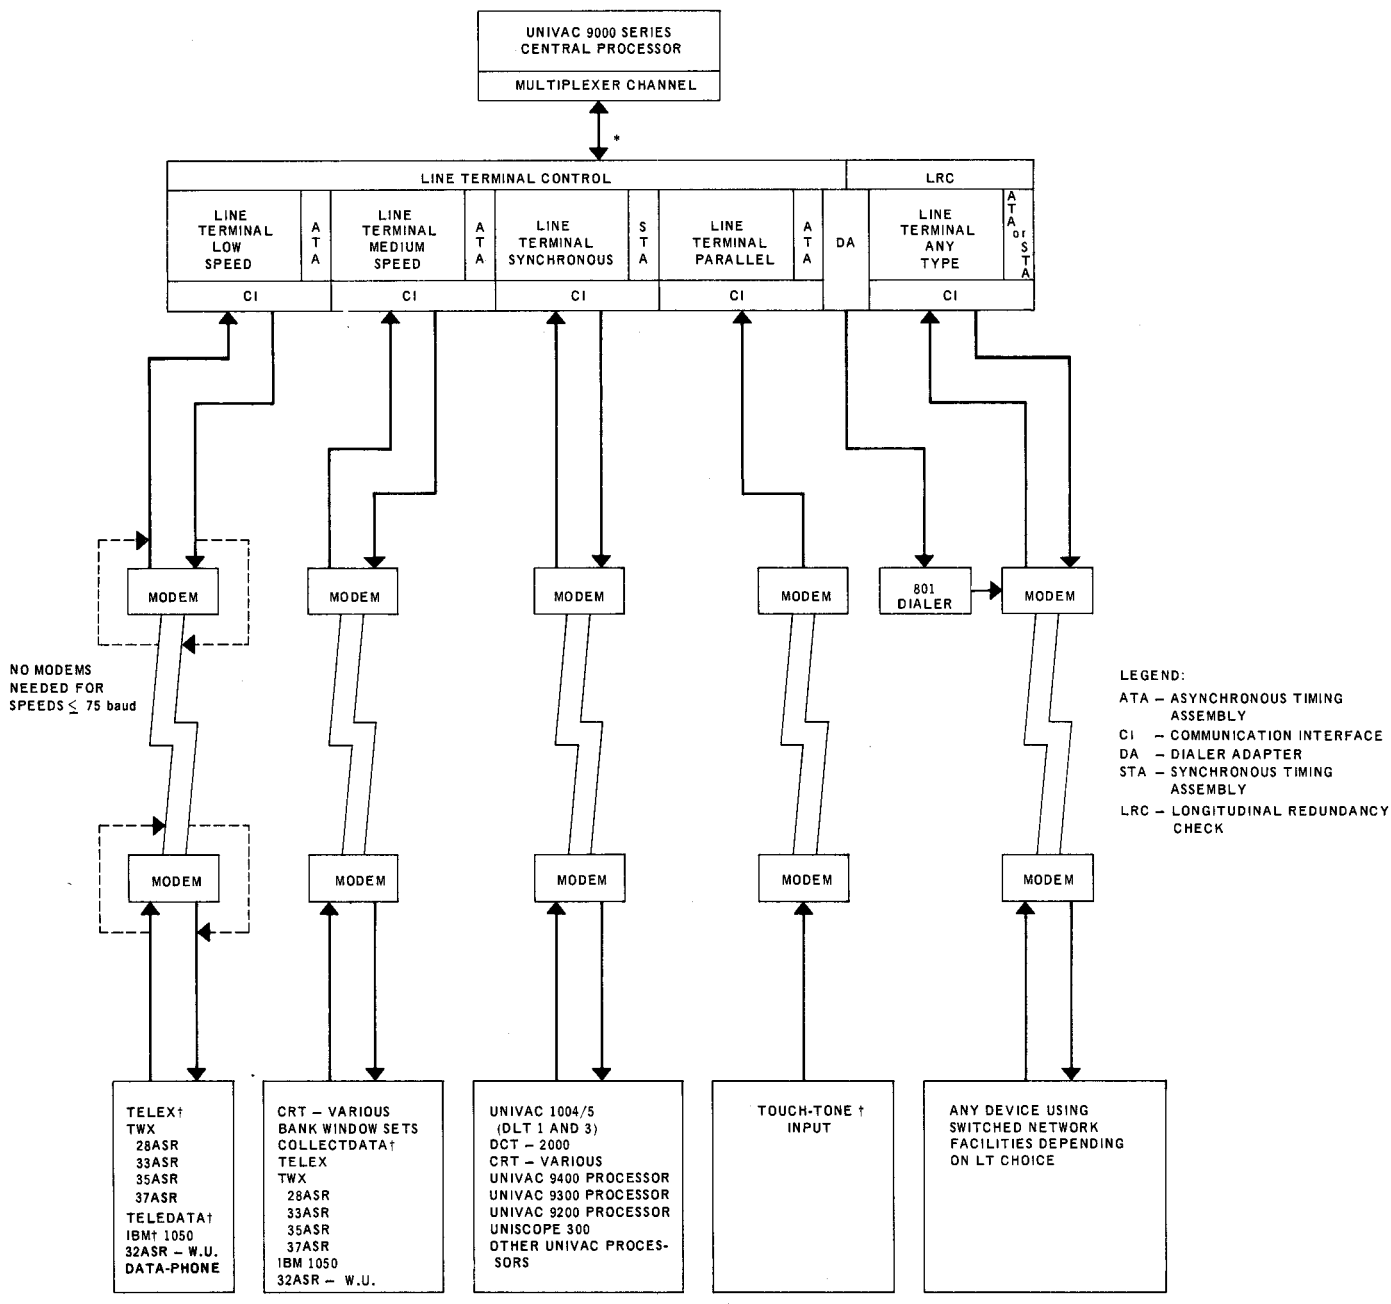 UNIVAC 9000 SERIES
CENTRAL PROCESSOR
MULTIPLEXER CHANNEL
*
LINE TERMINAL CONTROL
LRC
LINE
TERMINAL
LOW
SPEED
ATA
LINE
TERMINAL
MEDIUM
SPEED
ATA
LINE
TERMINAL
SYNCHRONOUS
STA
LINE
TERMINAL
PARALLEL
ATA
DA
LINE
TERMINAL
ANY
TYPE
ATA or STA
CI
CI
CI
CI
CI
MODEM
MODEM
MODEM
MODEM
801
DIALER
MODEM
NO MODEMS
NEEDED FOR
SPEEDS ≤ 75 baud
LEGEND:
ATA – ASYNCHRONOUS TIMING
ASSEMBLY
CI – COMMUNICATION INTERFACE
DA – DIALER ADAPTER
STA – SYNCHRONOUS TIMING
ASSEMBLY
LRC – LONGITUDINAL REDUNDANCY
CHECK
MODEM
MODEM
MODEM
MODEM
MODEM
TELEX†
TWX
28ASR
33ASR
35ASR
37ASR
TELEDATA†
IBM† 1050
32ASR – W.U.
DATA-PHONE
CRT – VARIOUS
BANK WINDOW SETS
COLLECTDATA†
TELEX
TWX
28ASR
33ASR
35ASR
37ASR
IBM 1050
32ASR – W.U.
UNIVAC 1004/5
(DLT 1 AND 3)
DCT – 2000
CRT – VARIOUS
UNIVAC 9400 PROCESSOR
UNIVAC 9300 PROCESSOR
UNIVAC 9200 PROCESSOR
UNISCOPE 300
OTHER UNIVAC PROCES-
SORS
TOUCH-TONE †
INPUT
ANY DEVICE USING
SWITCHED NETWORK
FACILITIES DEPENDING
ON LT CHOICE